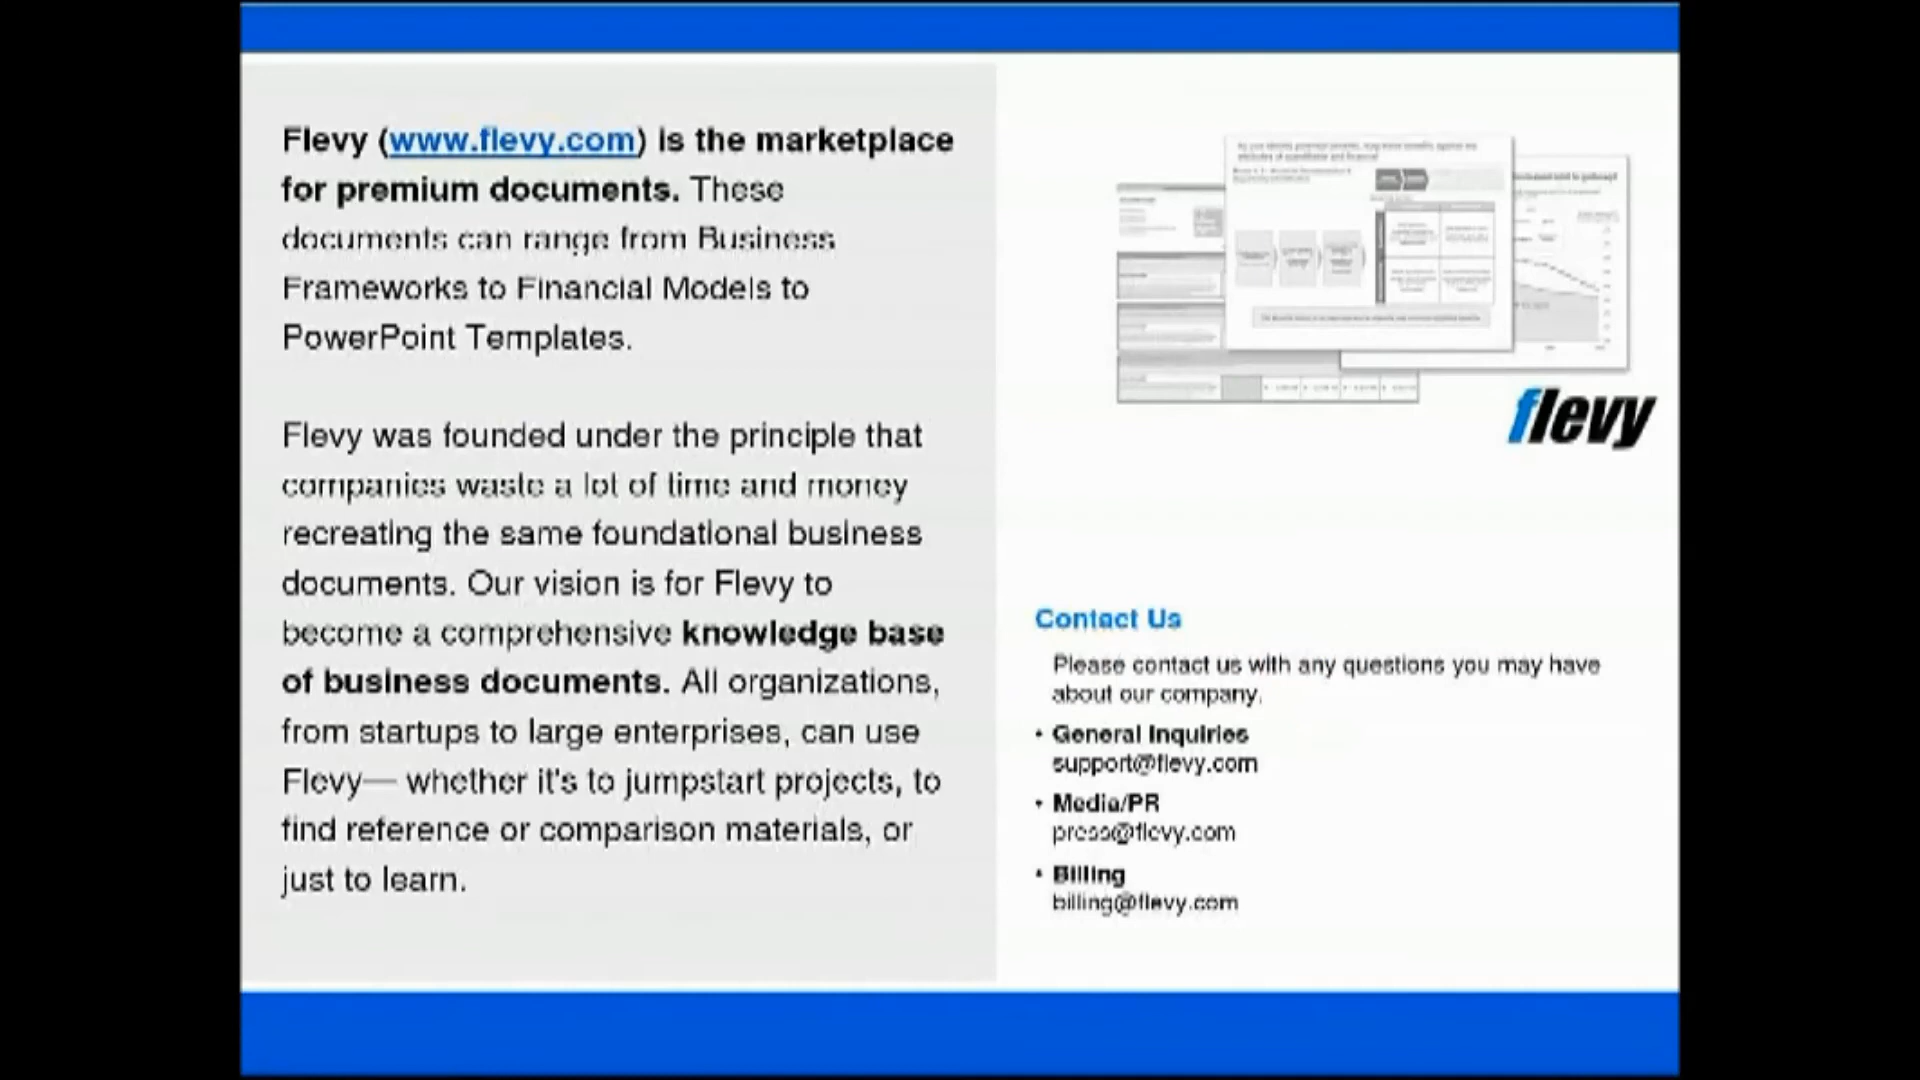 Flevy (www.flevy.com) is the marketplace
for premium documents. These
documents can range from Business
Frameworks to Financial Models to
PowerPoint Templates.
Flevy was founded under the principle that
companies waste a lot of time and money
recreating the same foundational business
documents. Our vision is for Flevy to
become a comprehensive knowledge base
of business documents. All organizations,
from startups to large enterprises, can use
Flevy— whether it's to jumpstart projects, to
find reference or comparison materials, or
just to learn.
flevy
Contact Us
Please contact us with any questions you may have
about our company.
• General Inquiries
support@flevy.com
• Media/PR
press@flevy.com
• Billing
billing@flevy.com